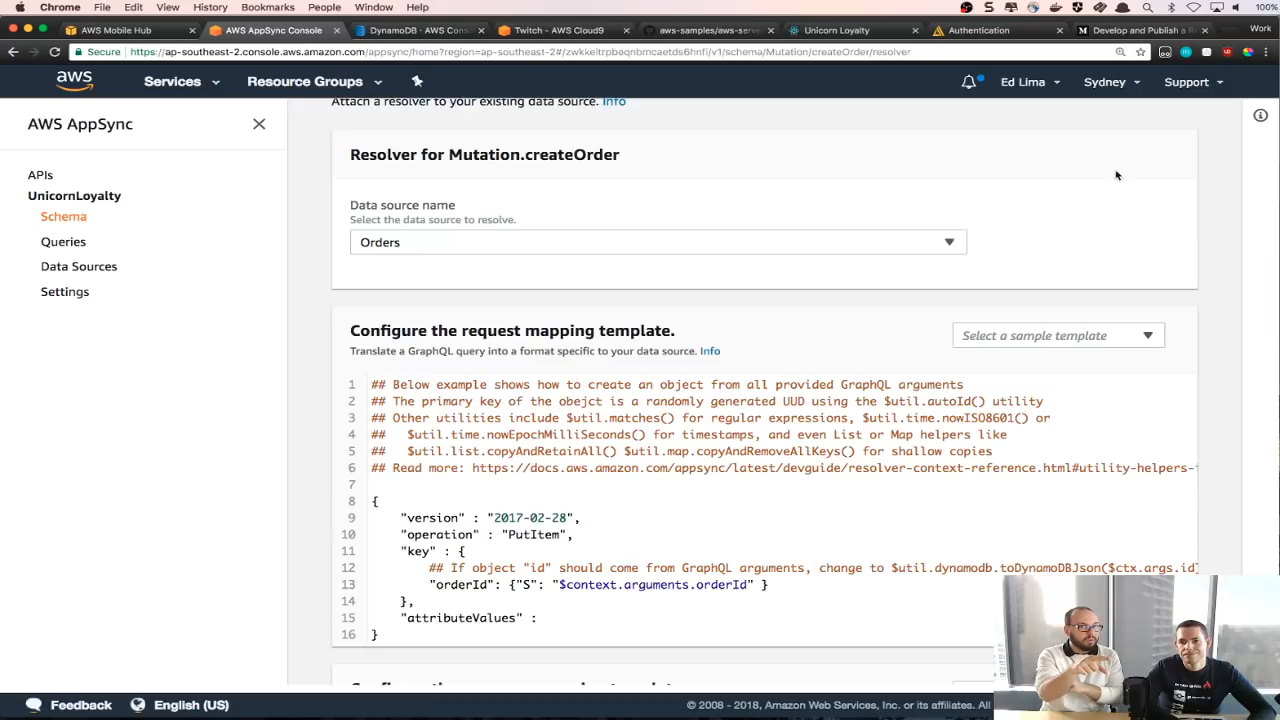 Chrome File Edit View History Bookmarks People Window Help 100%
AWS Mobile Hub
AWS AppSync Console
DynamoDB · AWS Cons
Twitch - AWS Cloud9
aws-samples/aws-serve
Unicorn Loyalty
Authentication
Develop and Publish a R
Work
Secure https://ap-southeast-2.console.aws.amazon.com/appsync/home?region=ap-southeast-2#/zwkkeitrpbeqnbmcaetds6hnfi/v1/schema/Mutation/createOrder/resolver
aws Services Resource Groups Ed Lima Sydney Support
Attach a resolver to your existing data source. Info
AWS AppSync
APIs
UnicornLoyalty
Schema
Queries
Data Sources
Settings
Resolver for Mutation.createOrder
Data source name
Select the data source to resolve.
Orders
Configure the request mapping template.
Select a sample template
Translate a GraphQL query into a format specific to your data source. Info
1 ## Below example shows how to create an object from all provided GraphQL arguments
2 ## The primary key of the obejct is a randomly generated UUD using the $util.autoId() utility
3 ## Other utilities include $util.matches() for regular expressions, $util.time.nowISO8601() or
4 ## $util.time.nowEpochMilliSeconds() for timestamps, and even List or Map helpers like
5 ## $util.list.copyAndRetainAll() $util.map.copyAndRemoveAllKeys() for shallow copies
6 ## Read more: https://docs.aws.amazon.com/appsync/latest/devguide/resolver-context-reference.html#utility-helpers-
7
8 {
9 "version" : "2017-02-28",
10 "operation" : "PutItem",
11 "key" : {
12 ## If object "id" should come from GraphQL arguments, change to $util.dynamodb.toDynamoDBJson($ctx.args.id)
13 "orderId": {"S": "$context.arguments.orderId" }
14 },
15 "attributeValues" :
16 }
Feedback English (US) © 2008 - 2018, Amazon Web Services, Inc. or its affiliates. All